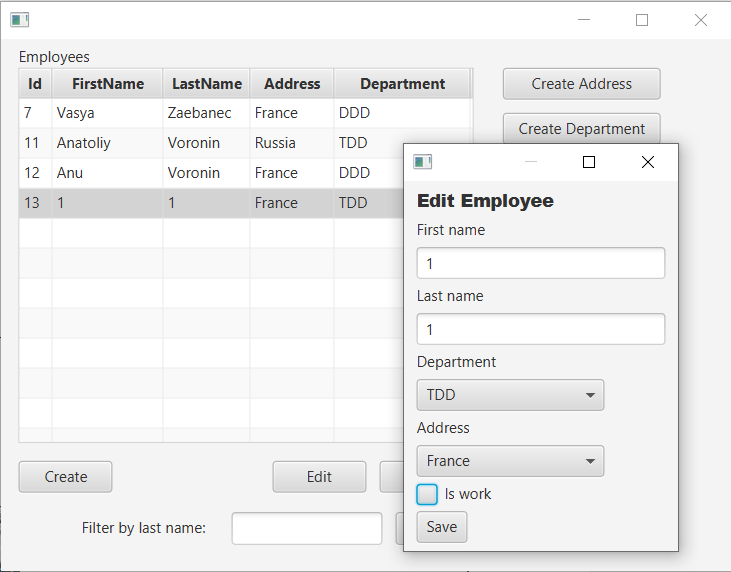 Employees
Id FirstName LastName Address Department
7 Vasya Zaebanec France DDD
11 Anatoliy Voronin Russia TDD
12 Anu Voronin France DDD
13 1 1 France TDD
Create Edit
Filter by last name:
Create Address
Create Department
Edit Employee
First name
1
Last name
1
Department
TDD
Address
France
Is work
Save